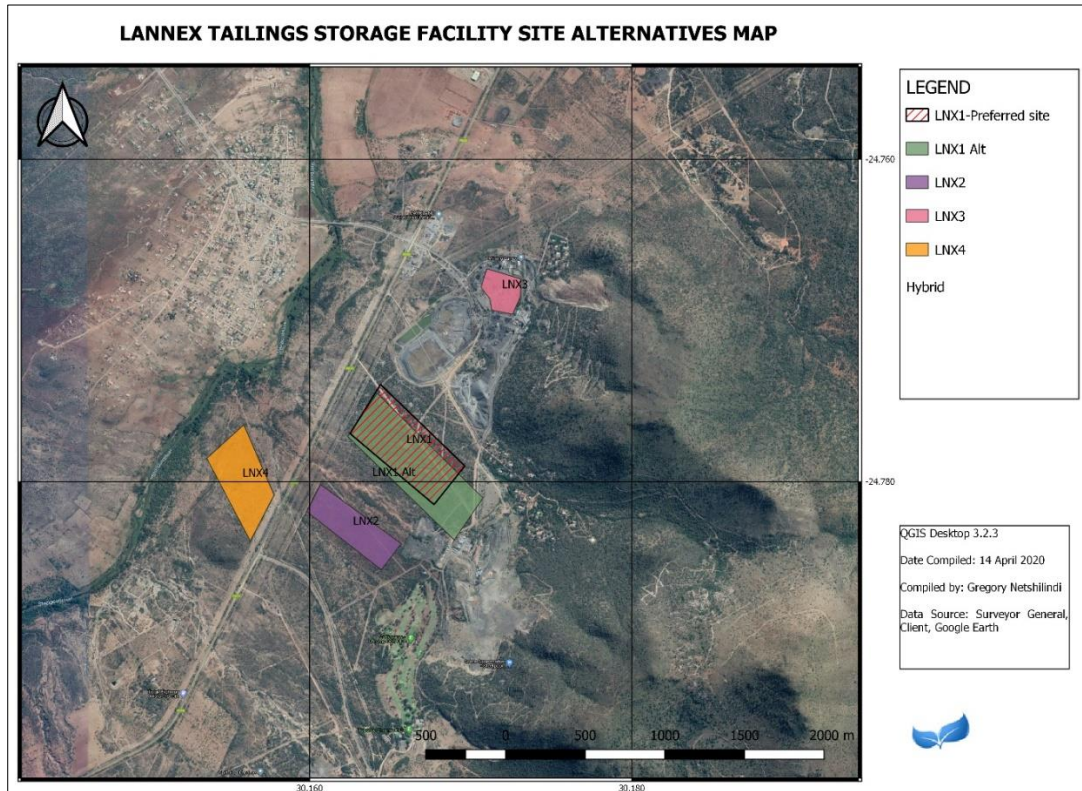 LANNEX TAILINGS STORAGE FACILITY SITE ALTERNATIVES MAP
LEGEND
LNX1-Preferred site
LNX1 Alt
LNX2
LNX3
LNX4
Hybrid
-24.760
LNX3
LNX1
LNX1 Alt
LNX4
-24.780
LNX2
QGIS Desktop 3.2.3
Date Compiled: 14 April 2020
Compiled by: Gregory Netshilindi
Data Source: Surveyor General,
Client, Google Earth
500 0 500 1000 1500 2000 m
30.160 30.180